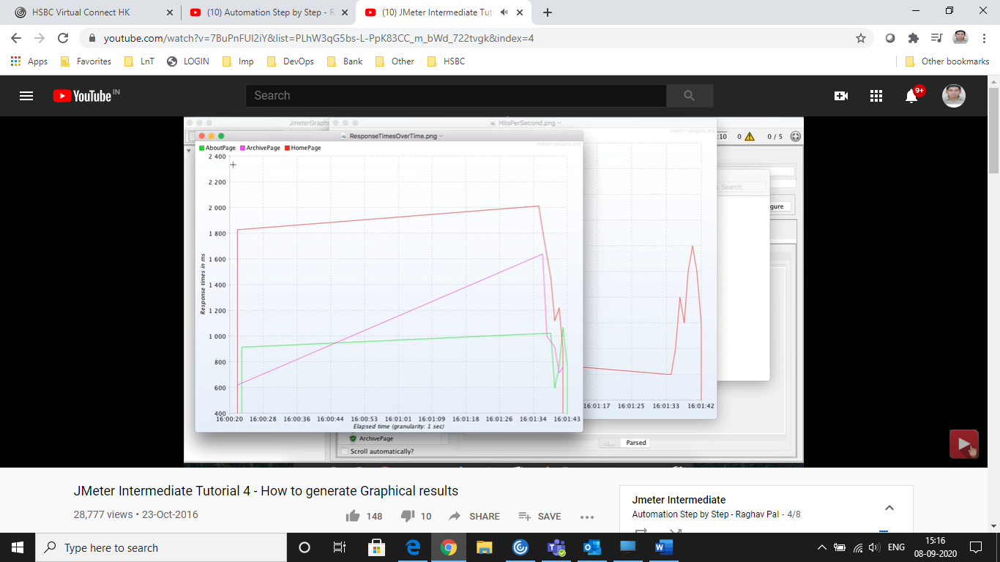 HSBC Virtual Connect HK
(10) Automation Step by Step - R
(10) JMeter Intermediate Tut
youtube.com/watch?v=7BuPnFUI2iY&list=PLhW3qG5bs-L-PpK83CC_m_bWd_722tvgk&index=4
Apps Favorites LnT LOGIN Imp DevOps Bank Other HSBC Other bookmarks
YouTube IN
Search
9+
JmeterGraph
HitsPerSecond.png
jmeter-plugins.org
:10 0 0 / 5
ResponseTimesOverTime.png
jmeter-plugins.org
AboutPage ArchivePage HomePage
2 400
2 200
2 000
1 800
1 600
1 400
1 200
1 000
800
600
400
Response times in ms
16:00:20 16:00:28 16:00:36 16:00:44 16:00:53 16:01:01 16:01:09 16:01:18 16:01:26 16:01:34 16:01:43
Elapsed time (granularity: 1 sec)
Search
gure
16:01:17 16:01:25 16:01:33 16:01:42
ArchivePage
Scroll automatically?
Raw Parsed
JMeter Intermediate Tutorial 4 - How to generate Graphical results
28,777 views • 23-Oct-2016
148 10 SHARE SAVE
Jmeter Intermediate
Automation Step by Step - Raghav Pal - 4/8
Type here to search
ENG
15:16
08-09-2020